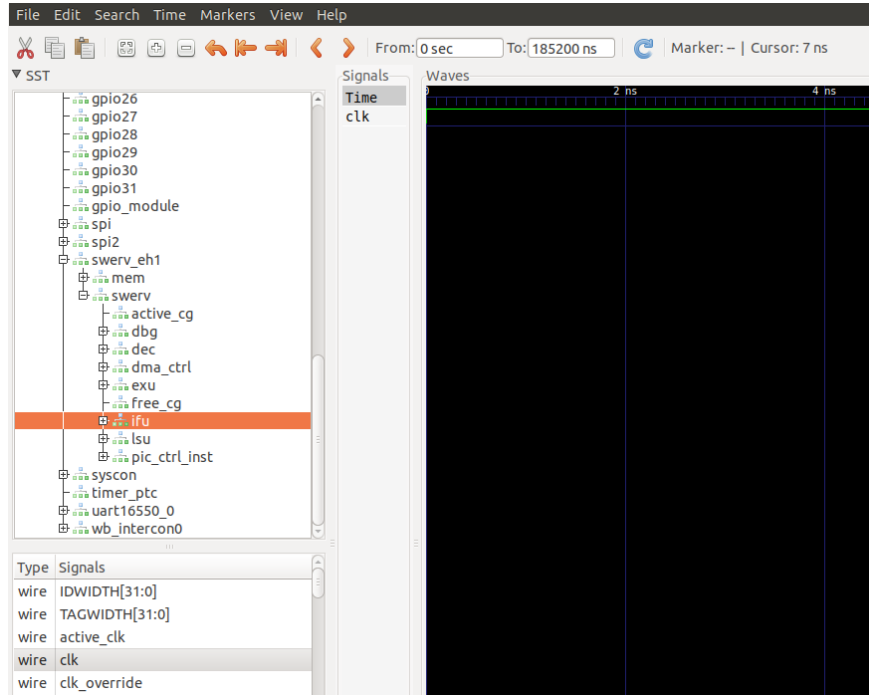 File Edit Search Time Markers View Help
From: 0 sec To: 185200 ns Marker: -- | Cursor: 7 ns
SST
gpio26
gpio27
gpio28
gpio29
gpio30
gpio31
gpio_module
spi
spi2
swerv_eh1
mem
swerv
active_cg
dbg
dec
dma_ctrl
exu
free_cg
ifu
lsu
pic_ctrl_inst
syscon
timer_ptc
uart16550_0
wb_intercon0
Type Signals
wire IDWIDTH[31:0]
wire TAGWIDTH[31:0]
wire active_clk
wire clk
wire clk_override
Signals
Time
clk
Waves
0 2 ns 4 ns